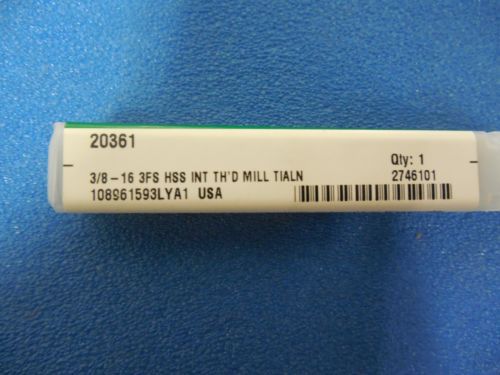 20361
3/8-16 3FS HSS INT TH'D MILL TIALN
108961593LYA1 USA
Qty: 1
2746101